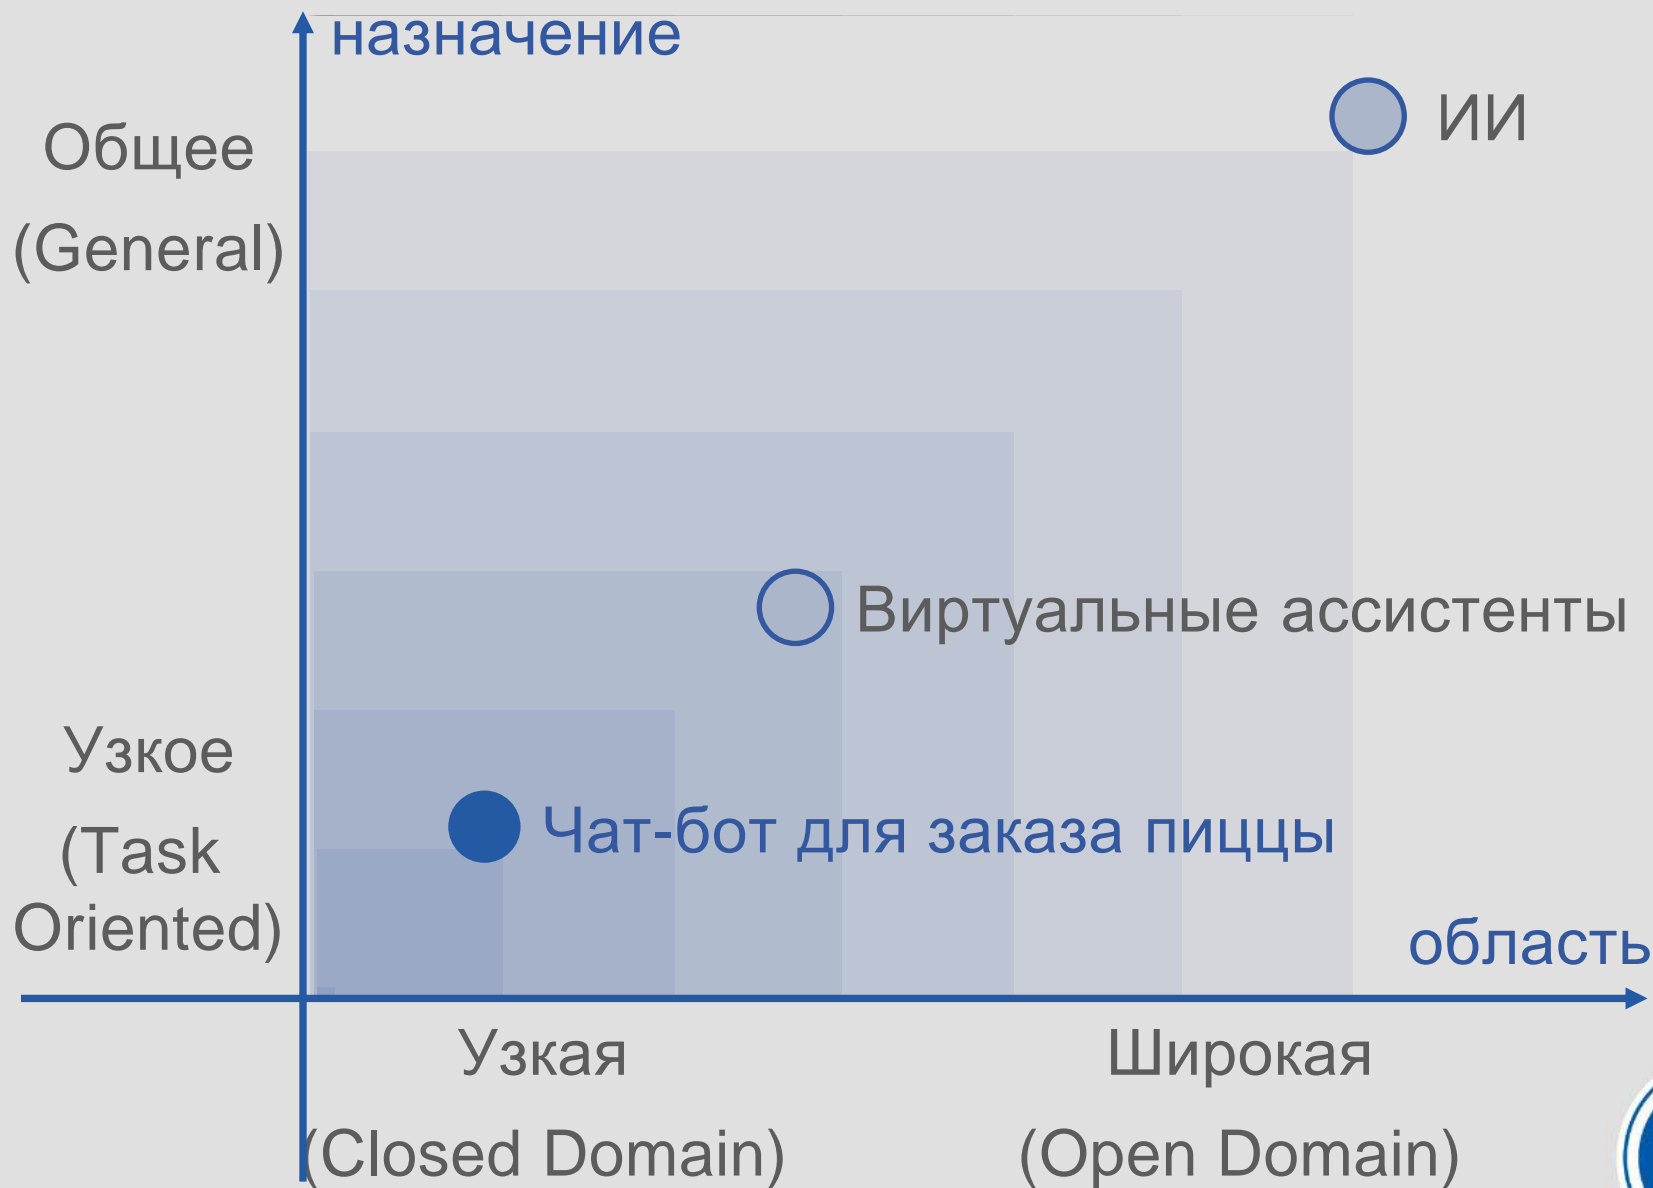 назначение
ИИ
Общее
(General)
Виртуальные ассистенты
Узкое
(Task
Oriented)
Чат-бот для заказа пиццы
область
Узкая
(Closed Domain)
Широкая
(Open Domain)